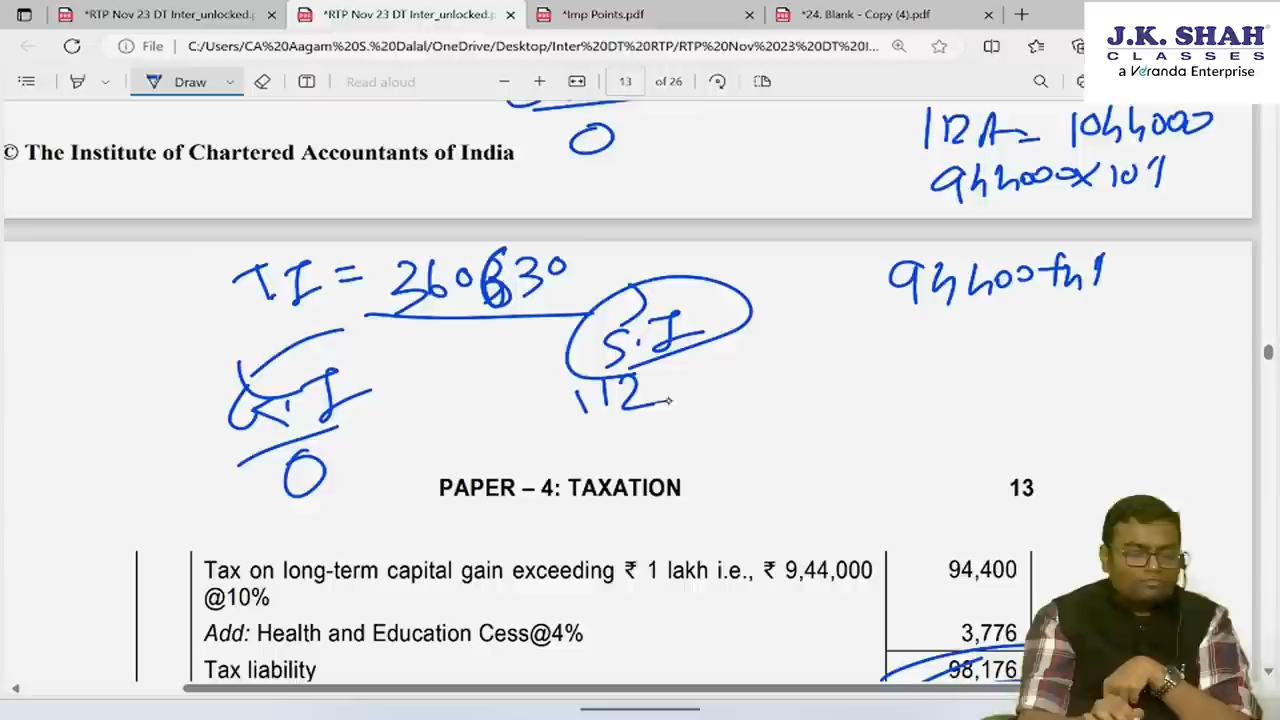 *RTP Nov 23 DT Inter_unlocked.p
*RTP Nov 23 DT Inter_unlocked.p
*Imp Points.pdf
*24. Blank - Copy (4).pdf
J.K. SHAH
CLASSES
a Veranda Enterprise
File
C:/Users/CA%20Aagam%20S.%20Dalal/OneDrive/Desktop/Inter%20DT%20RTP/RTP%20Nov%2023%20DT%20I...
Draw
Read aloud
13 of 26
0
© The Institute of Chartered Accountants of India
112A = 1044000
944000 x 10%
TI = 360630
94400 + 4%
S.I
112
0
PAPER – 4: TAXATION
13
Tax on long-term capital gain exceeding ₹ 1 lakh i.e., ₹ 9,44,000 94,400
@10%
Add: Health and Education Cess@4% 3,776
Tax liability 98,176